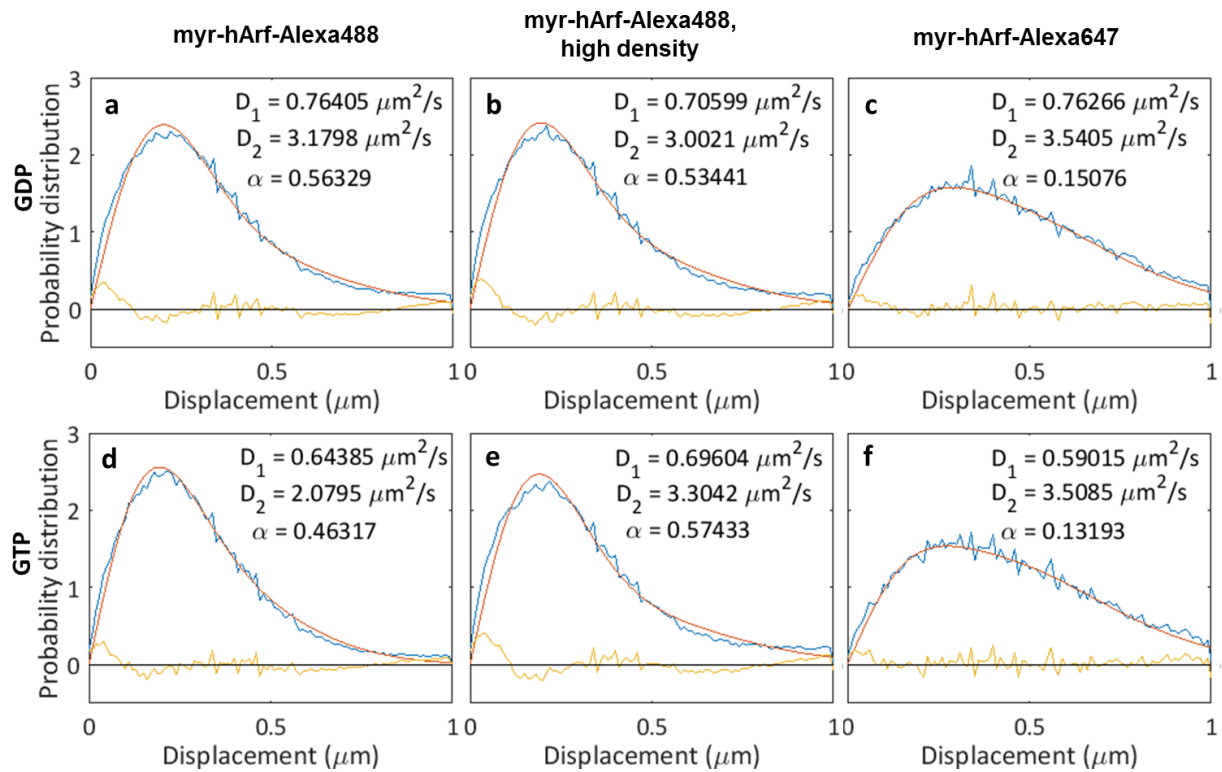 myr-hArf-Alexa488
myr-hArf-Alexa488,
high density
myr-hArf-Alexa647
GDP
Probability distribution
3
2
1
0
a
D1 = 0.76405 μm2/s
D2 = 3.1798 μm2/s
α = 0.56329
0
0.5
1
Displacement (μm)
b
D1 = 0.70599 μm2/s
D2 = 3.0021 μm2/s
α = 0.53441
0
0.5
1
Displacement (μm)
c
D1 = 0.76266 μm2/s
D2 = 3.5405 μm2/s
α = 0.15076
0
0.5
1
Displacement (μm)
GTP
Probability distribution
3
2
1
0
d
D1 = 0.64385 μm2/s
D2 = 2.0795 μm2/s
α = 0.46317
0
0.5
1
Displacement (μm)
e
D1 = 0.69604 μm2/s
D2 = 3.3042 μm2/s
α = 0.57433
0
0.5
1
Displacement (μm)
f
D1 = 0.59015 μm2/s
D2 = 3.5085 μm2/s
α = 0.13193
0
0.5
1
Displacement (μm)